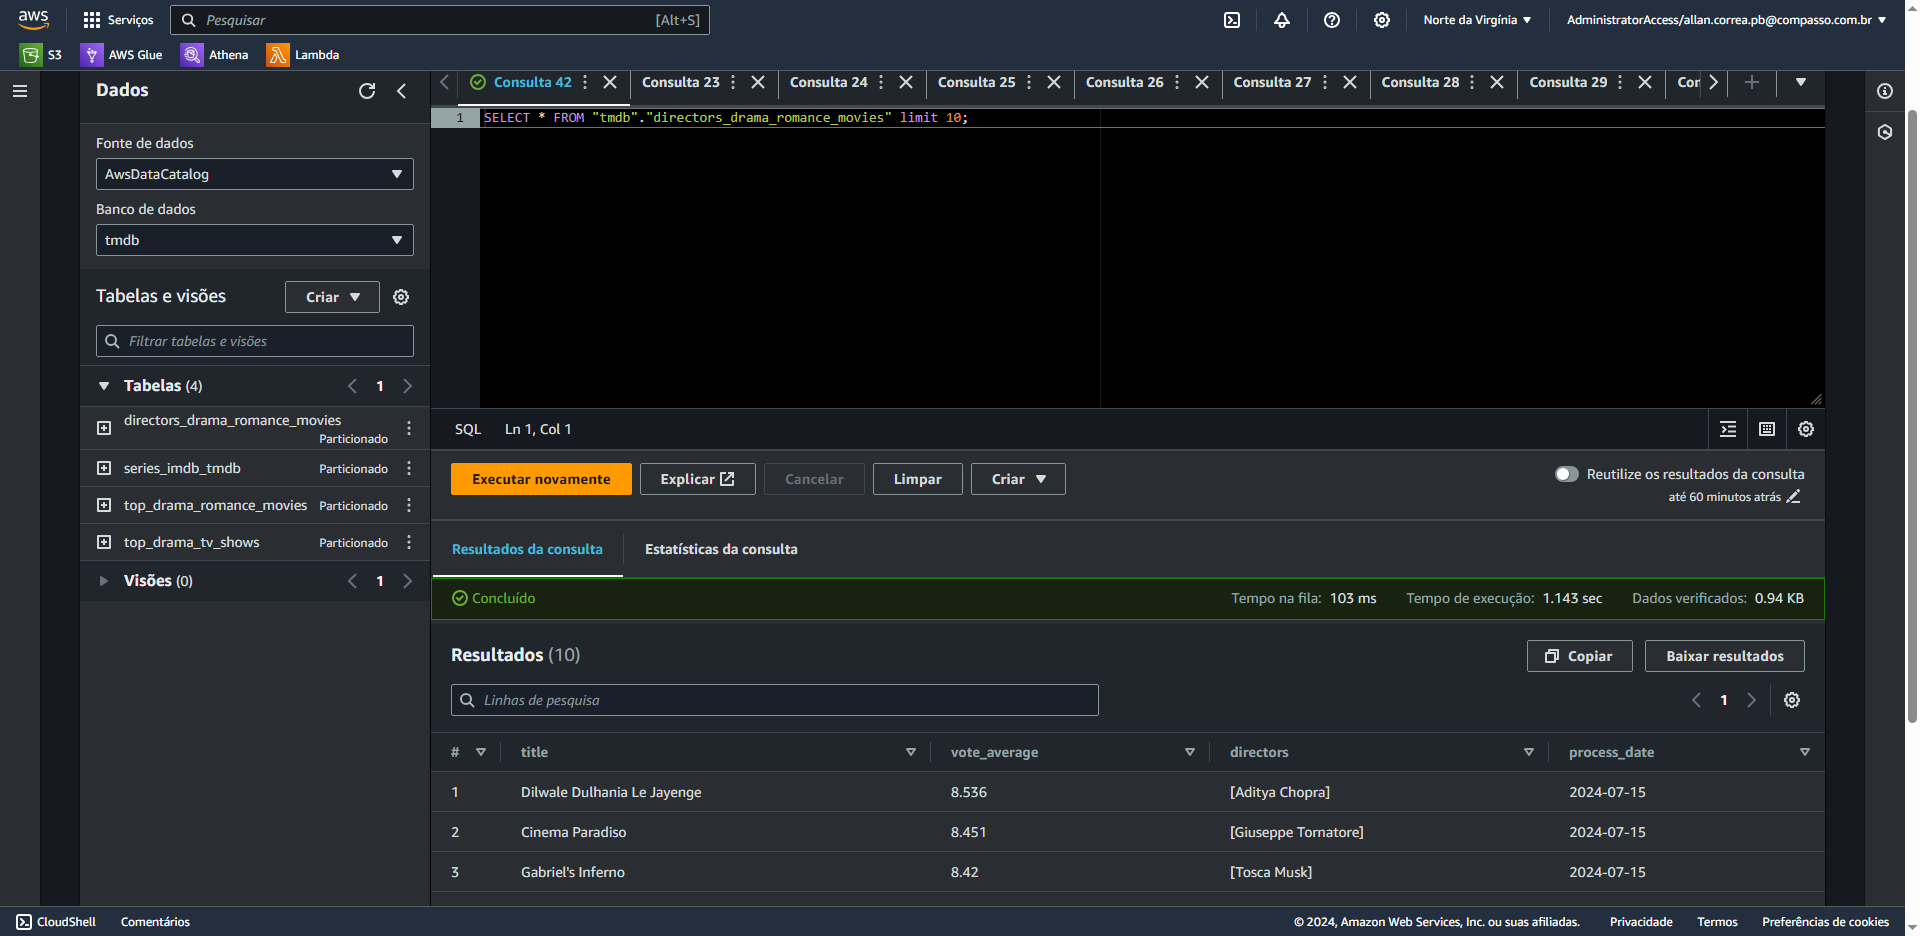 aws
Serviços
Pesquisar
[Alt+S]
Norte da Virgínia
AdministratorAccess/allan.correa.pb@compasso.com.br
S3
AWS Glue
Athena
Lambda
Dados
Fonte de dados
AwsDataCatalog
Banco de dados
tmdb
Tabelas e visões
Criar
Filtrar tabelas e visões
Tabelas (4)
1
directors_drama_romance_movies
Particionado
series_imdb_tmdb
Particionado
top_drama_romance_movies
Particionado
top_drama_tv_shows
Particionado
Visões (0)
1
Consulta 42
Consulta 23
Consulta 24
Consulta 25
Consulta 26
Consulta 27
Consulta 28
Consulta 29
1
SELECT * FROM "tmdb"."directors_drama_romance_movies" limit 10;
SQL
Ln 1, Col 1
Executar novamente
Explicar
Cancelar
Limpar
Criar
Reutilize os resultados da consulta
até 60 minutos atrás
Resultados da consulta
Estatísticas da consulta
Concluído
Tempo na fila: 103 ms
Tempo de execução: 1.143 sec
Dados verificados: 0.94 KB
Resultados (10)
Copiar
Baixar resultados
Linhas de pesquisa
1
# title vote_average directors process_date
1 Dilwale Dulhania Le Jayenge 8.536 [Aditya Chopra] 2024-07-15
2 Cinema Paradiso 8.451 [Giuseppe Tornatore] 2024-07-15
3 Gabriel's Inferno 8.42 [Tosca Musk] 2024-07-15
CloudShell
Comentários
© 2024, Amazon Web Services, Inc. ou suas afiliadas.
Privacidade
Termos
Preferências de cookies